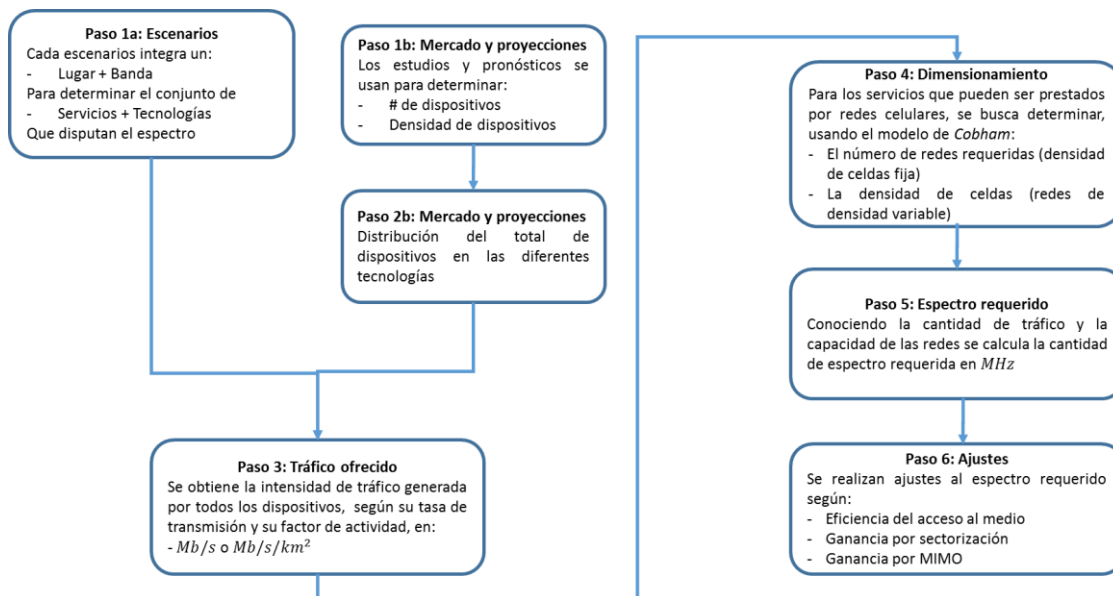 Paso 1a: Escenarios
Cada escenarios integra un:
- Lugar + Banda
Para determinar el conjunto de
- Servicios + Tecnologías
Que disputan el espectro
Paso 1b: Mercado y proyecciones
Los estudios y pronósticos se
usan para determinar:
- # de dispositivos
- Densidad de dispositivos
Paso 2b: Mercado y proyecciones
Distribución del total de
dispositivos en las diferentes
tecnologías
Paso 3: Tráfico ofrecido
Se obtiene la intensidad de tráfico generada
por todos los dispositivos, según su tasa de
transmisión y su factor de actividad, en:
- Mb/s o Mb/s/km²
Paso 4: Dimensionamiento
Para los servicios que pueden ser prestados
por redes celulares, se busca determinar,
usando el modelo de Cobham:
- El número de redes requeridas (densidad
de celdas fija)
- La densidad de celdas (redes de
densidad variable)
Paso 5: Espectro requerido
Conociendo la cantidad de tráfico y la
capacidad de las redes se calcula la cantidad
de espectro requerida en MHz
Paso 6: Ajustes
Se realizan ajustes al espectro requerido
según:
- Eficiencia del acceso al medio
- Ganancia por sectorización
- Ganancia por MIMO